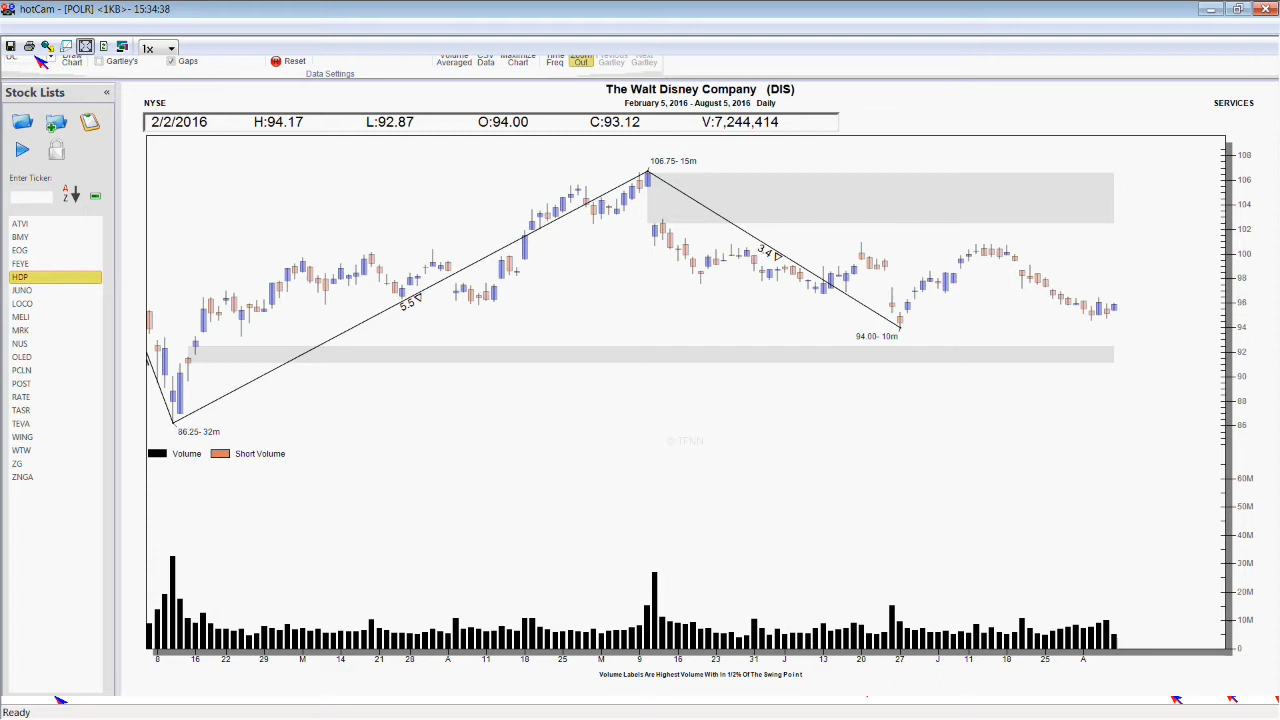 hotCam - [POLR] <1KB>- 15:34:38
1x
Draw Chart
Gartley's
Gaps
Reset
Data Settings
Volume Averaged
CSV Data
Maximize Chart
Time Freq
Zoom Out
Previous Gartley
Next Gartley
Stock Lists «
The Walt Disney Company (DIS)
NYSE
February 5, 2016 - August 5, 2016 Daily
SERVICES
2/2/2016 H:94.17 L:92.87 O:94.00 C:93.12 V:7,244,414
Enter Ticker:
A
Z
ATVI
BMY
EOG
FEYE
HDP
JUNO
LOCO
MELI
MRK
NUS
OLED
PCLN
POST
RATE
TASR
TEVA
WING
WTW
ZG
ZNGA
106.75- 15m
5.5
3.4
94.00- 10m
86.25- 32m
© TFNN
108
106
104
102
100
98
96
94
92
90
88
86
Volume Short Volume
60M
50M
40M
30M
20M
10M
0
8 16 22 29 M 14 21 28 A 11 18 25 M 9 16 23 31 J 13 20 27 J 11 18 25 A
Volume Labels Are Highest Volume With In 1/2% Of The Swing Point
Ready